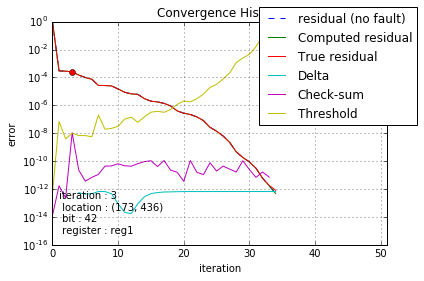 Convergence His
residual (no fault)
Computed residual
True residual
Delta
Check-sum
Threshold
error
10^0
10^-2
10^-4
10^-6
10^-8
10^-10
10^-12
10^-14
10^-16
iteration : 3
location : (173, 436)
bit : 42
register : reg1
0 10 20 30 40 50
iteration